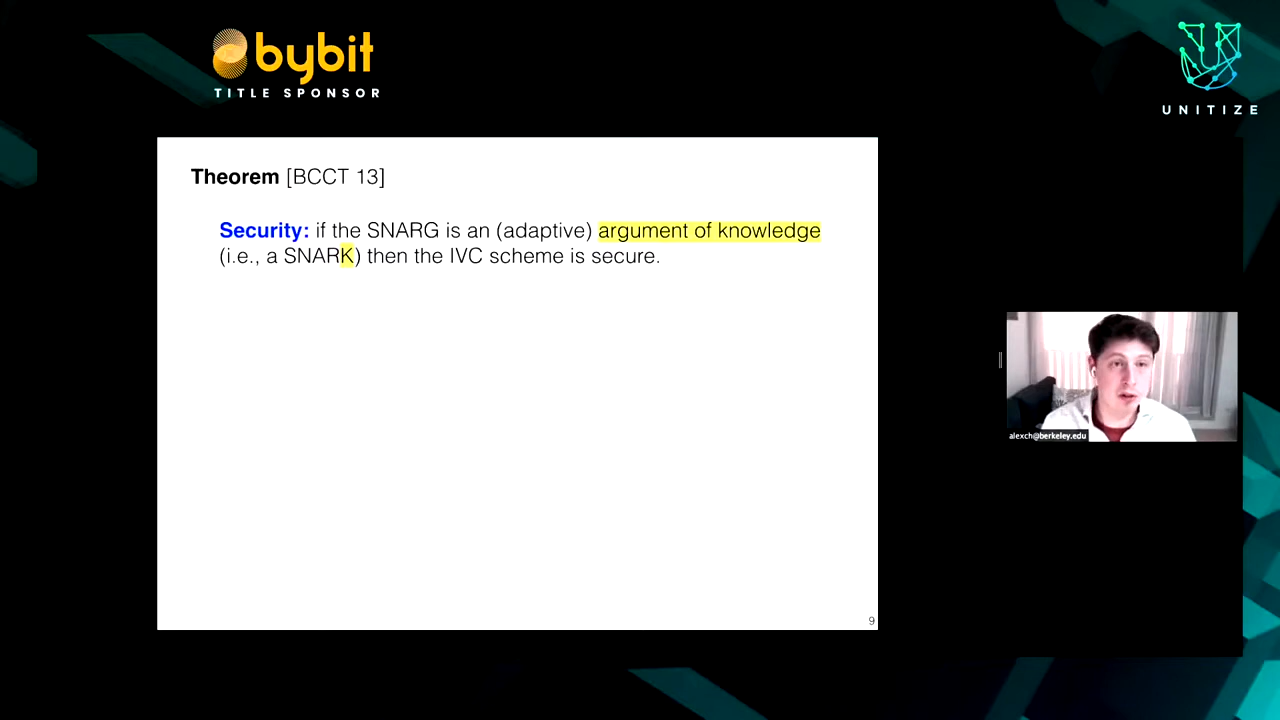 bybit
TITLE SPONSOR
UNITIZE
Theorem [BCCT 13]
Security: if the SNARG is an (adaptive) argument of knowledge
(i.e., a SNARK) then the IVC scheme is secure.
alexch@berkeley.edu
9